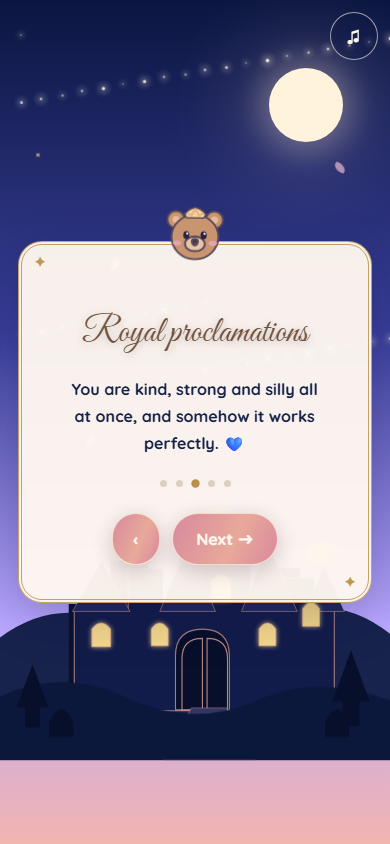 Royal proclamations
You are kind, strong and silly all
at once, and somehow it works
perfectly. 💙
‹
Next →